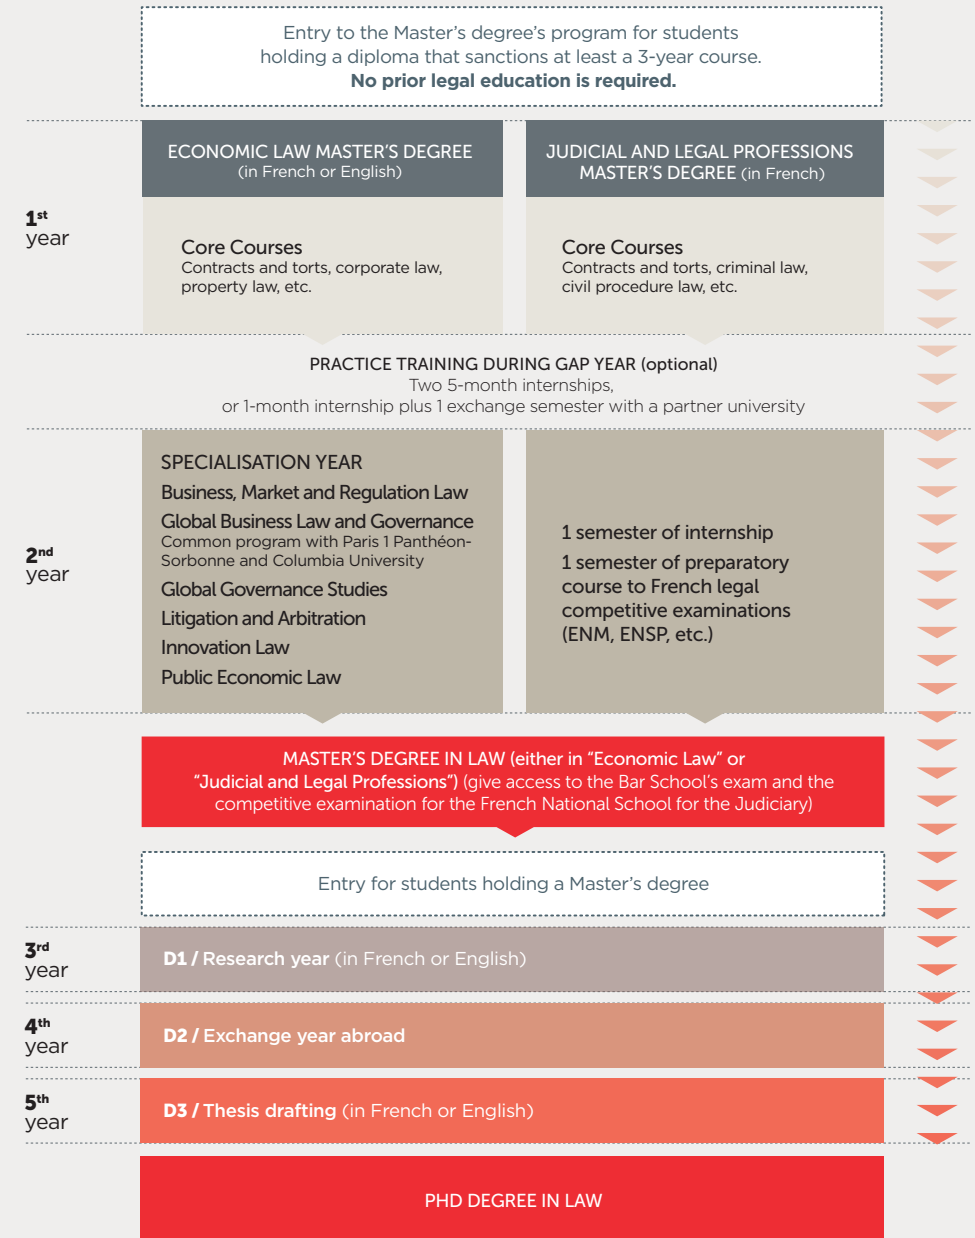 Entry to the Master's degree's program for students
holding a diploma that sanctions at least a 3-year course.
No prior legal education is required.
1st
year
ECONOMIC LAW MASTER'S DEGREE
(in French or English)
Core Courses
Contracts and torts, corporate law,
property law, etc.
JUDICIAL AND LEGAL PROFESSIONS
MASTER'S DEGREE (in French)
Core Courses
Contracts and torts, criminal law,
civil procedure law, etc.
PRACTICE TRAINING DURING GAP YEAR (optional)
Two 5-month internships,
or 1-month internship plus 1 exchange semester with a partner university
2nd
year
SPECIALISATION YEAR
Business, Market and Regulation Law
Global Business Law and Governance
Common program with Paris 1 Panthéon-
Sorbonne and Columbia University
Global Governance Studies
Litigation and Arbitration
Innovation Law
Public Economic Law
1 semester of internship
1 semester of preparatory
course to French legal
competitive examinations
(ENM, ENSP, etc.)
MASTER'S DEGREE IN LAW (either in “Economic Law” or
“Judicial and Legal Professions”) (give access to the Bar School's exam and the
competitive examination for the French National School for the Judiciary)
Entry for students holding a Master's degree
3rd
year
D1 / Research year (in French or English)
4th
year
D2 / Exchange year abroad
5th
year
D3 / Thesis drafting (in French or English)
PHD DEGREE IN LAW